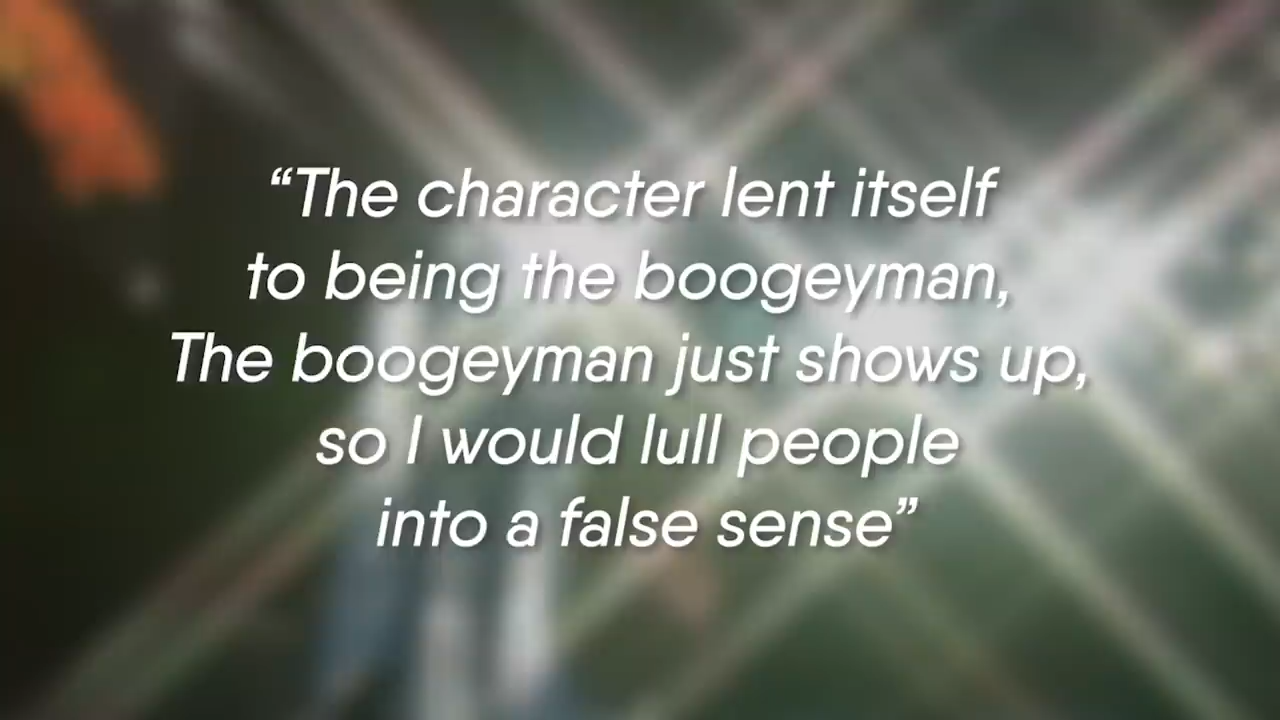 “The character lent itself
to being the boogeyman,
The boogeyman just shows up,
so I would lull people
into a false sense”